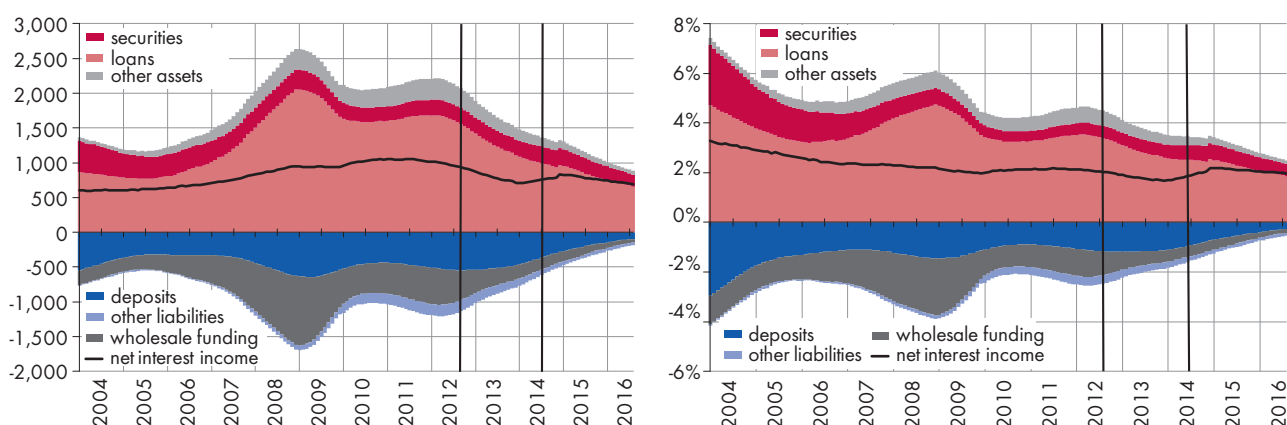 3,000
2,500
2,000
1,500
1,000
500
0
-500
-1,000
-1,500
-2,000
securities
loans
other assets
deposits
other liabilities
wholesale funding
net interest income
2004 2005 2006 2007 2008 2009 2010 2011 2012 2013 2014 2015 2016
8%
6%
4%
2%
0%
-2%
-4%
-6%
securities
loans
other assets
deposits wholesale funding
other liabilities net interest income
2004 2005 2006 2007 2008 2009 2010 2011 2012 2013 2014 2015 2016